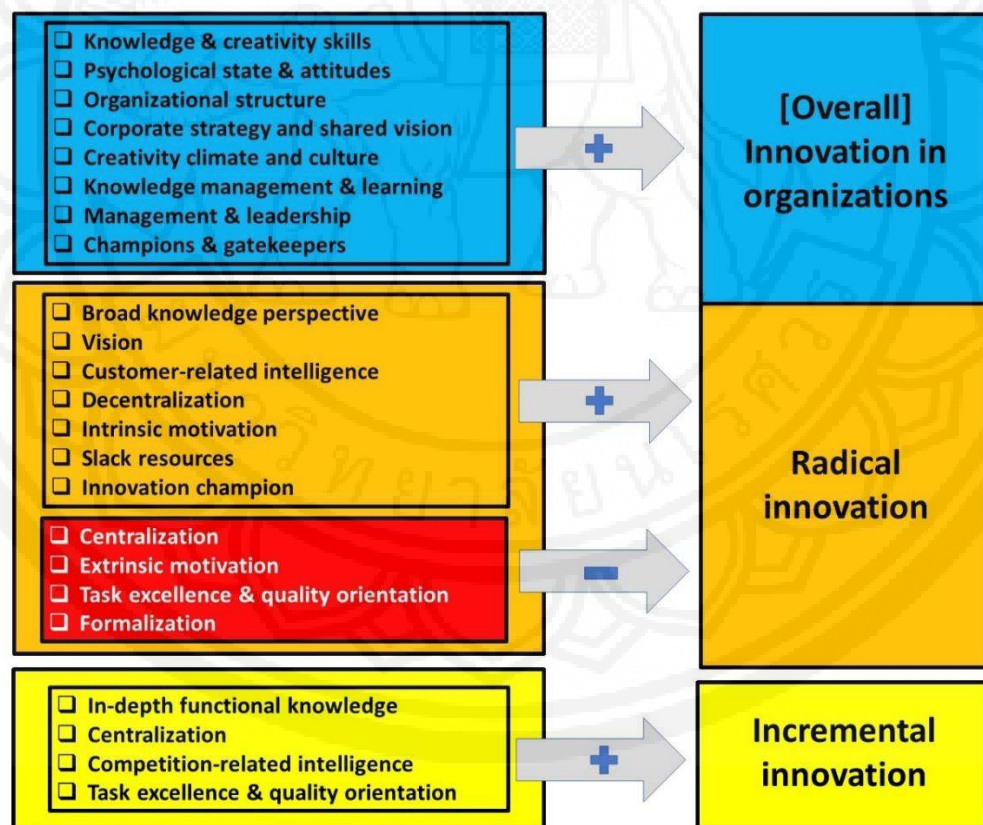 ❑ Knowledge & creativity skills
❑ Psychological state & attitudes
❑ Organizational structure
❑ Corporate strategy and shared vision
❑ Creativity climate and culture
❑ Knowledge management & learning
❑ Management & leadership
❑ Champions & gatekeepers
+
[Overall]
Innovation in
organizations
❑ Broad knowledge perspective
❑ Vision
❑ Customer-related intelligence
❑ Decentralization
❑ Intrinsic motivation
❑ Slack resources
❑ Innovation champion
+
❑ Centralization
❑ Extrinsic motivation
❑ Task excellence & quality orientation
❑ Formalization
−
Radical
innovation
❑ In-depth functional knowledge
❑ Centralization
❑ Competition-related intelligence
❑ Task excellence & quality orientation
+
Incremental
innovation